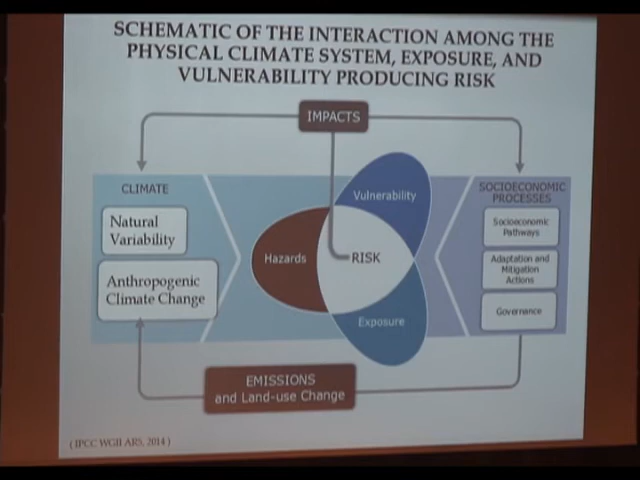 SCHEMATIC OF THE INTERACTION AMONG THE
PHYSICAL CLIMATE SYSTEM, EXPOSURE, AND
VULNERABILITY PRODUCING RISK
IMPACTS
CLIMATE
Natural
Variability
Anthropogenic
Climate Change
Vulnerability
Hazards
RISK
Exposure
SOCIOECONOMIC
PROCESSES
Socioeconomic
Pathways
Adaptation and
Mitigation
Actions
Governance
EMISSIONS
and Land-use Change
( IPCC WGII AR5, 2014 )